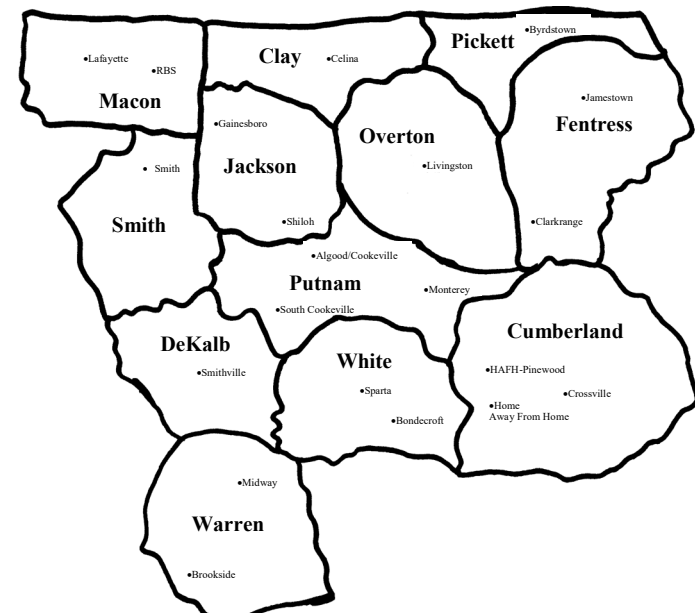 Byrdstown
Pickett
Clay
Celina
Lafayette
RBS
Macon
Jamestown
Fentress
Gainesboro
Overton
Jackson
Livingston
Smith
Smith
Shiloh
Clarkrange
Algood/Cookeville
Putnam
Monterey
South Cookeville
Cumberland
DeKalb
White
Smithville
HAFH-Pinewood
Sparta
Crossville
Home
Away From Home
Bondecroft
Midway
Warren
Brookside